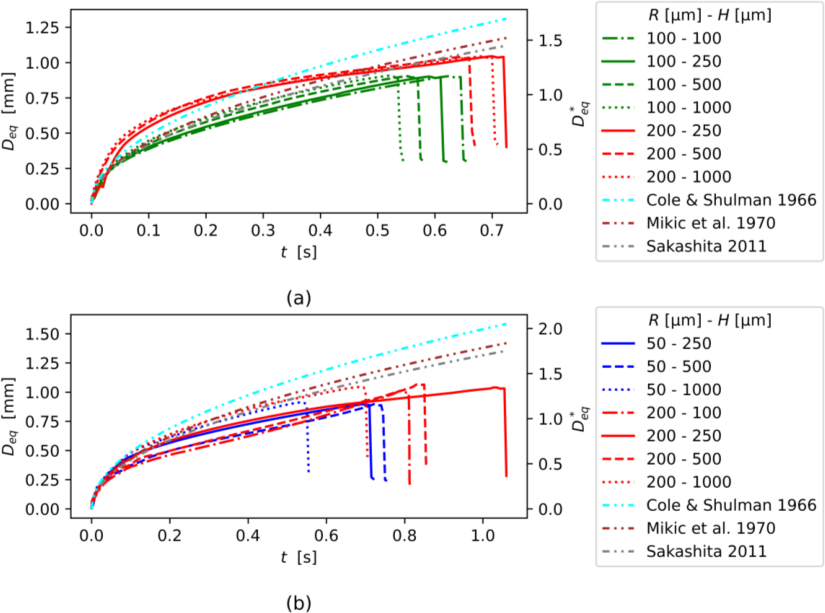 (a)
1.25
1.00
0.75
0.50
0.25
0.00
D_eq [mm]
1.5
1.0
0.5
0.0
D*_eq
0.0 0.1 0.2 0.3 0.4 0.5 0.6 0.7
t [s]
R [µm] - H [µm]
100 - 100
100 - 250
100 - 500
100 - 1000
200 - 250
200 - 500
200 - 1000
Cole & Shulman 1966
Mikic et al. 1970
Sakashita 2011
(b)
1.50
1.25
1.00
0.75
0.50
0.25
0.00
D_eq [mm]
2.0
1.5
1.0
0.5
0.0
D*_eq
0.0 0.2 0.4 0.6 0.8 1.0
t [s]
R [µm] - H [µm]
50 - 250
50 - 500
50 - 1000
200 - 100
200 - 250
200 - 500
200 - 1000
Cole & Shulman 1966
Mikic et al. 1970
Sakashita 2011